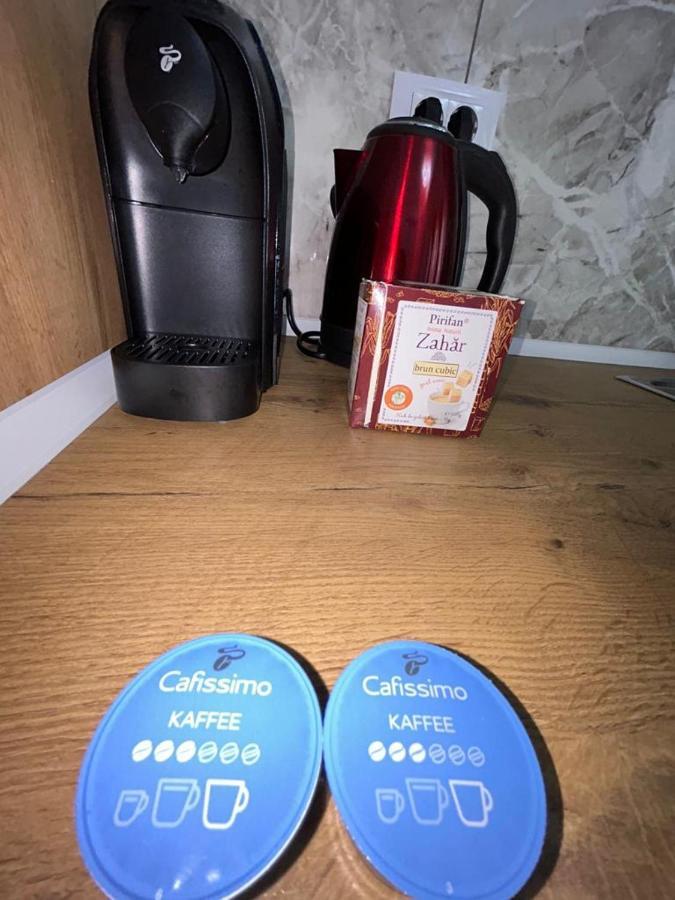 Pirifan®
Zahăr
brun cubic
Cafissimo
KAFFEE
Cafissimo
KAFFEE